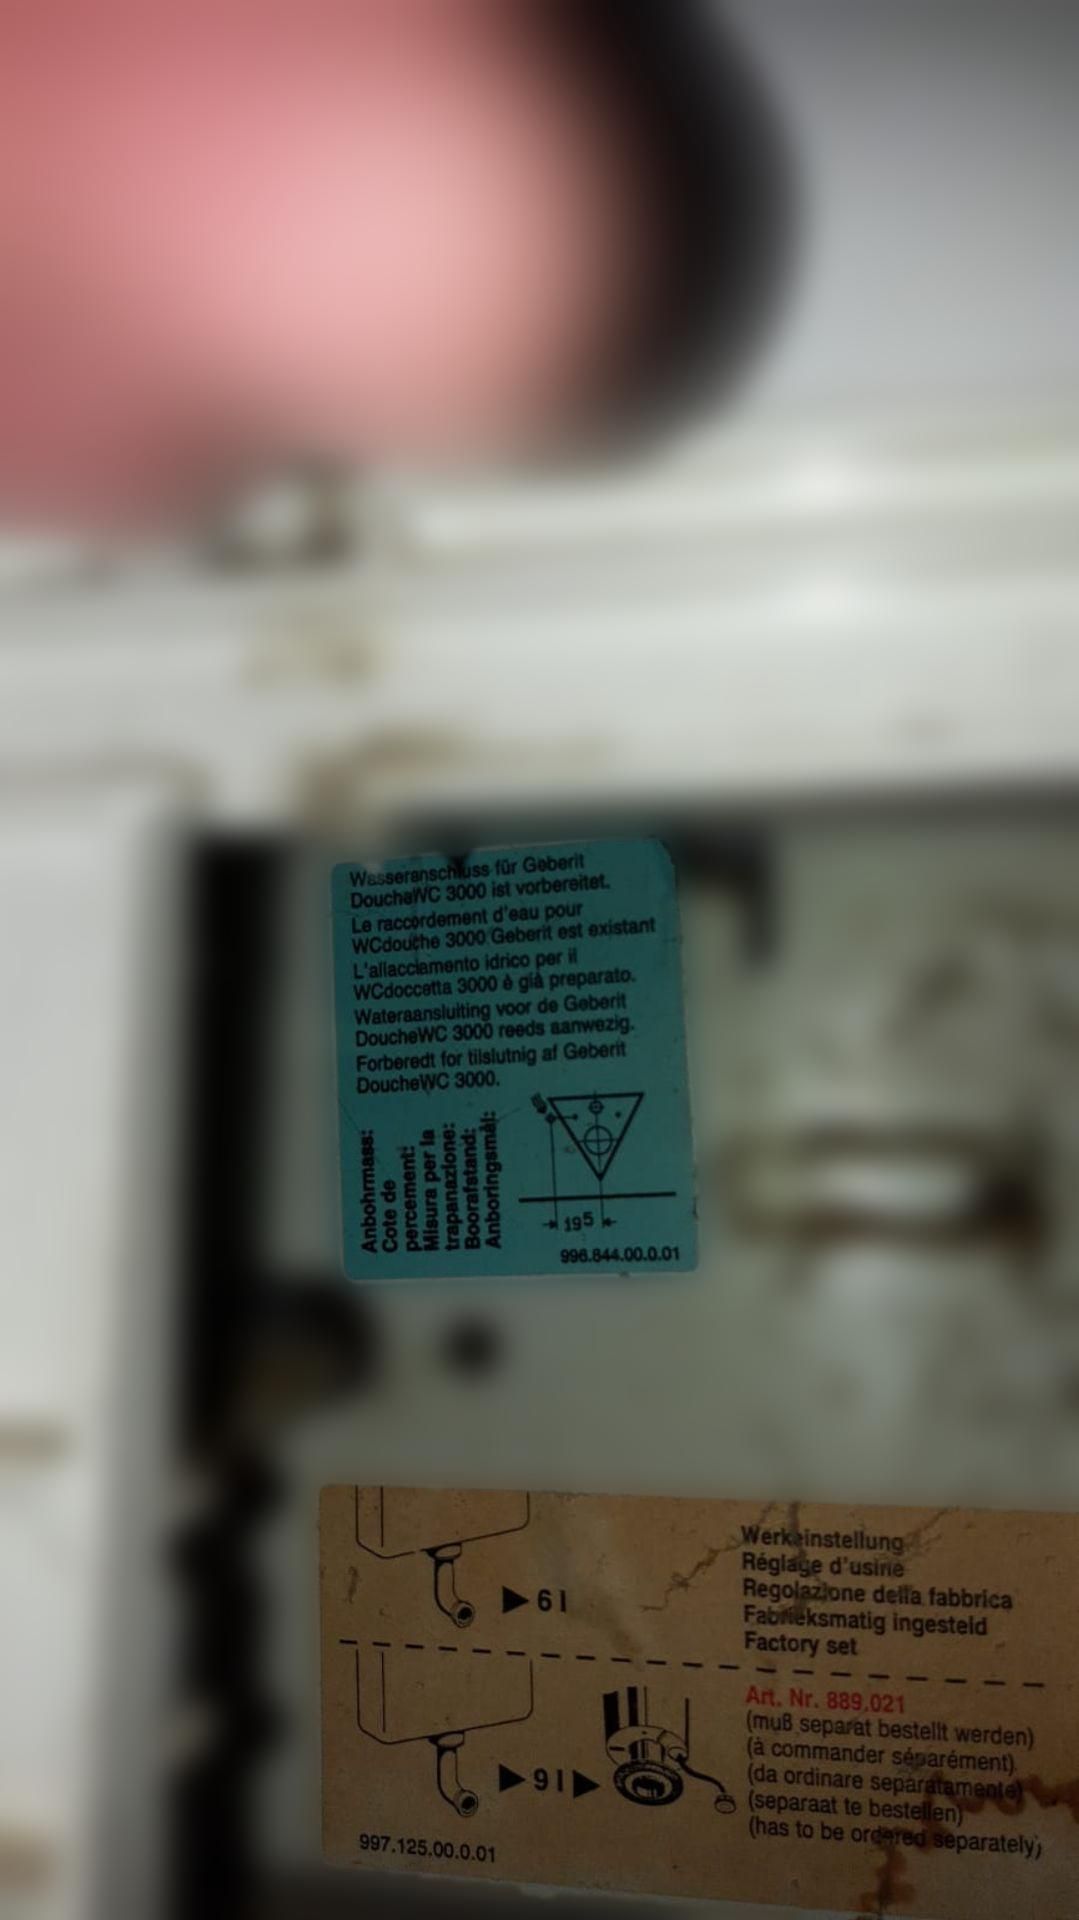 Wasseranschluss für Geberit
DoucheWC 3000 ist vorbereitet.
Le raccordement d'eau pour
WCdouche 3000 Geberit est existant
L'allacciamento idrico per il
WCdoccetta 3000 è già preparato.
Wateraansluiting voor de Geberit
DoucheWC 3000 reeds aanwezig.
Forberedt for tilslutnig af Geberit
DoucheWC 3000.
Anbohrmass:
Cote de
percement:
Misura per la
trapanazione:
Boorafstand:
Anboringsmål:
195
996.844.00.0.01
6 l
Werkeinstellung
Réglage d'usine
Regolazione della fabbrica
Fabrieksmatig ingesteld
Factory set
9 l
Art. Nr. 889.021
(muß separat bestellt werden)
(à commander séparément)
(da ordinare separatamente)
(separaat te bestellen)
(has to be ordered separately)
997.125.00.0.01